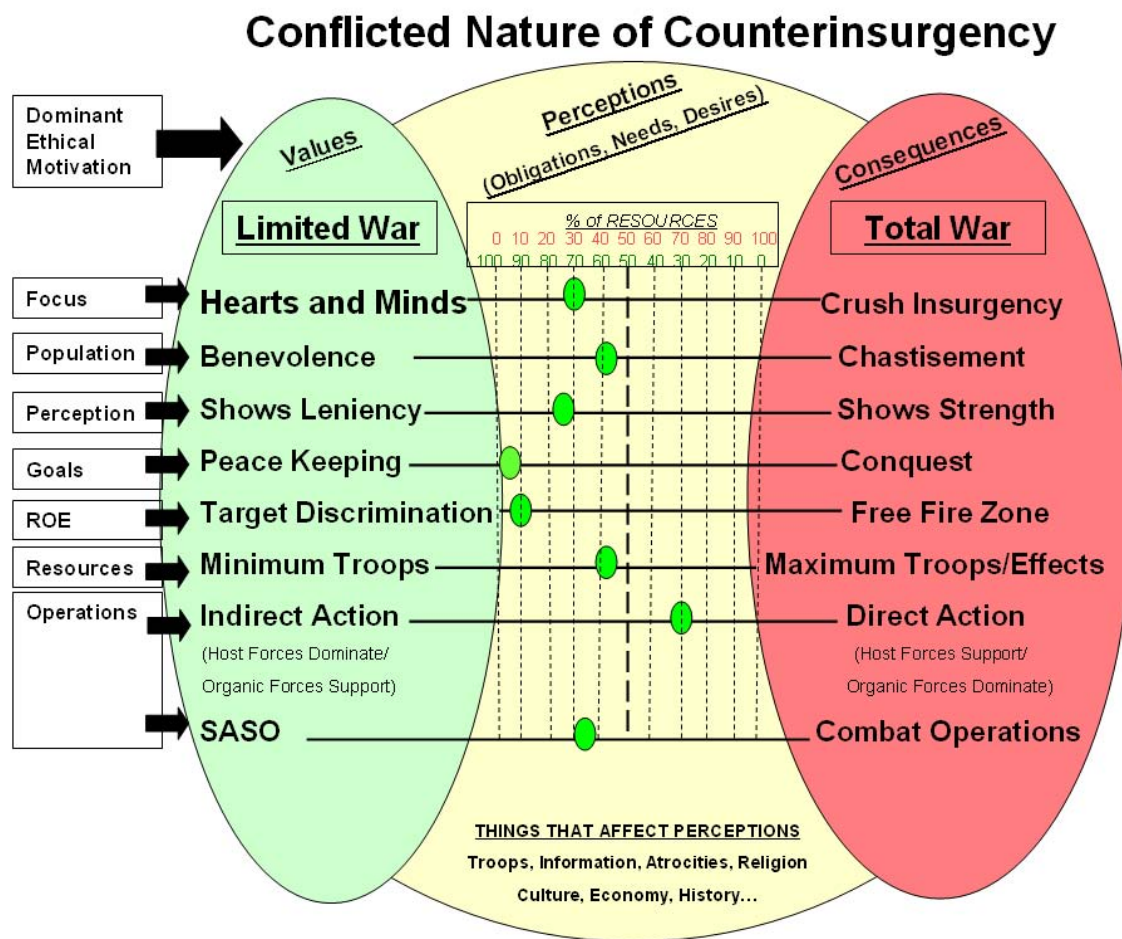 Conflicted Nature of Counterinsurgency
Dominant
Ethical
Motivation
Values
Perceptions
(Obligations, Needs, Desires)
Consequences
Limited War
% of RESOURCES
0 10 20 30 40 50 70 80 90 100
100 90 80 70 60 50 40 30 20 10 0
Total War
Focus
Hearts and Minds
Crush Insurgency
Population
Benevolence
Chastisement
Perception
Shows Leniency
Shows Strength
Goals
Peace Keeping
Conquest
ROE
Target Discrimination
Free Fire Zone
Resources
Minimum Troops
Maximum Troops/Effects
Operations
Indirect Action
Direct Action
(Host Forces Dominate/
Organic Forces Support)
(Host Forces Support/
Organic Forces Dominate)
SASO
Combat Operations
THINGS THAT AFFECT PERCEPTIONS
Troops, Information, Atrocities, Religion
Culture, Economy, History…